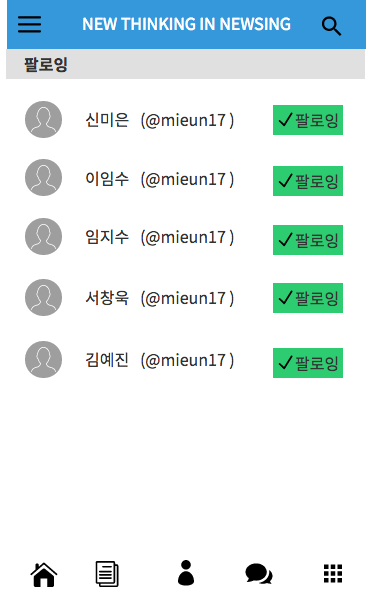 NEW THINKING IN NEWSING
팔로잉
신미은 (@mieun17 ) 팔로잉
이임수 (@mieun17 ) 팔로잉
임지수 (@mieun17 ) 팔로잉
서창욱 (@mieun17 ) 팔로잉
김예진 (@mieun17 ) 팔로잉